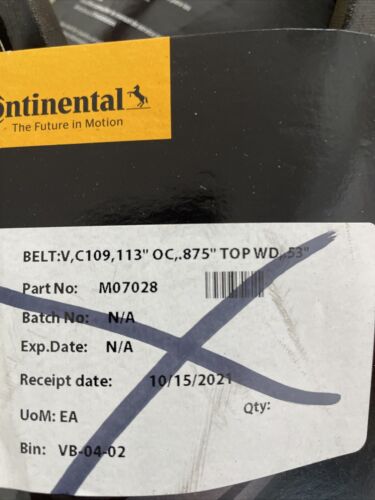 Continental
The Future in Motion
BELT:V,C109,113" OC,.875" TOP WD,.53"
Part No: M07028
Batch No: N/A
Exp.Date: N/A
Receipt date: 10/15/2021
Qty:
UoM: EA
Bin: VB-04-02